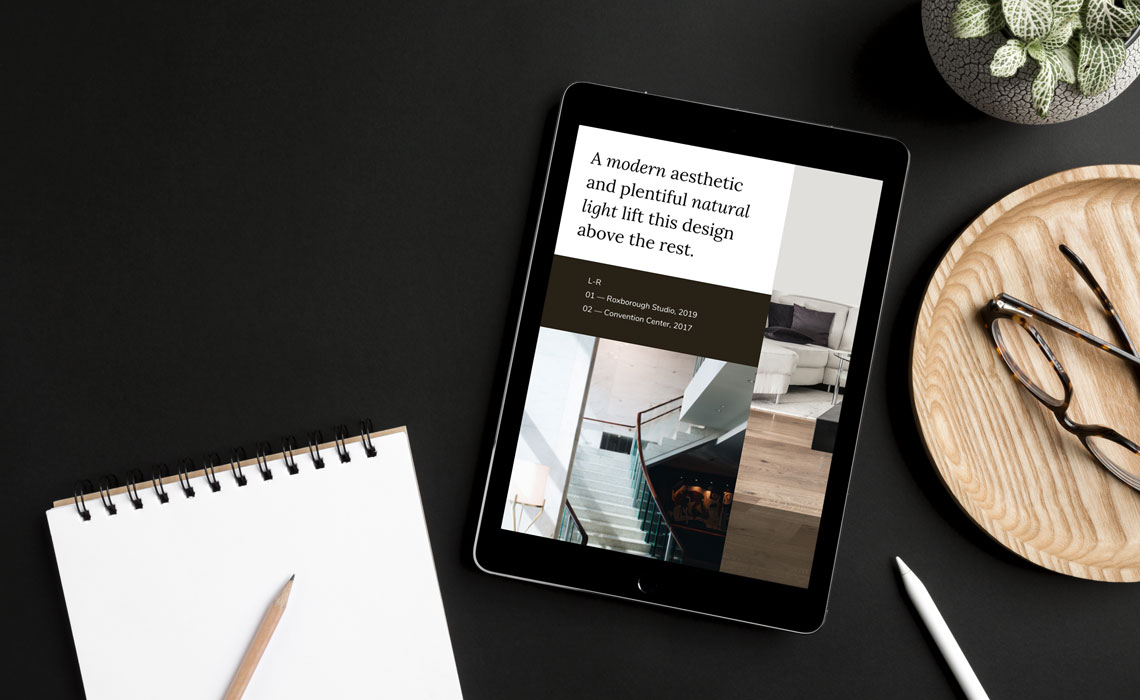 A modern aesthetic
and plentiful natural
light lift this design
above the rest.
L-R
01 — Roxborough Studio, 2019
02 — Convention Center, 2017